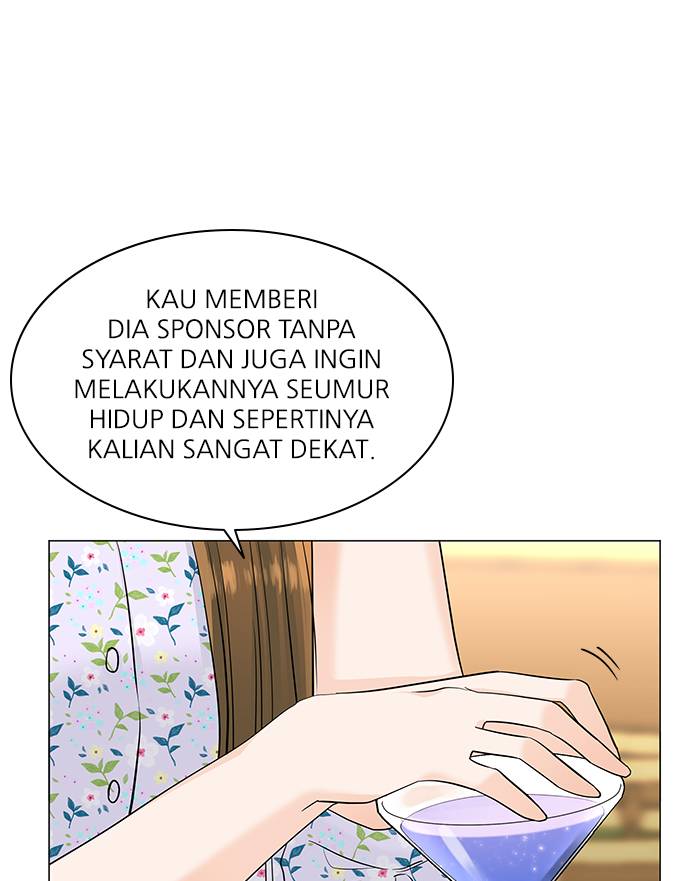 KAU MEMBERI
DIA SPONSOR TANPA
SYARAT DAN JUGA INGIN
MELAKUKANNYA SEUMUR
HIDUP DAN SEPERTINYA
KALIAN SANGAT DEKAT.